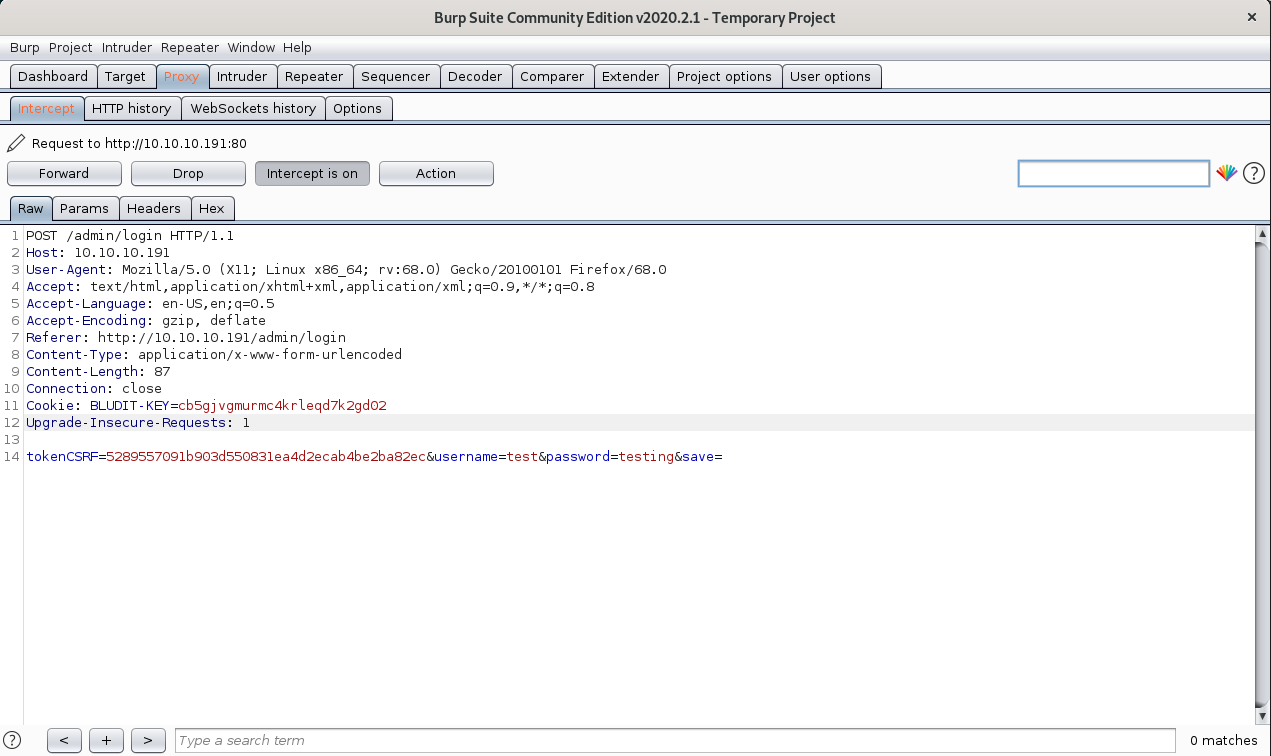 Burp Suite Community Edition v2020.2.1 - Temporary Project
×
Burp Project Intruder Repeater Window Help
Dashboard Target Proxy Intruder Repeater Sequencer Decoder Comparer Extender Project options User options
Intercept HTTP history WebSockets history Options
Request to http://10.10.10.191:80
Forward Drop Intercept is on Action ?
Raw Params Headers Hex
1 POST /admin/login HTTP/1.1
2 Host: 10.10.10.191
3 User-Agent: Mozilla/5.0 (X11; Linux x86_64; rv:68.0) Gecko/20100101 Firefox/68.0
4 Accept: text/html,application/xhtml+xml,application/xml;q=0.9,*/*;q=0.8
5 Accept-Language: en-US,en;q=0.5
6 Accept-Encoding: gzip, deflate
7 Referer: http://10.10.10.191/admin/login
8 Content-Type: application/x-www-form-urlencoded
9 Content-Length: 87
10 Connection: close
11 Cookie: BLUDIT-KEY=cb5gjvgmurmc4krleqd7k2gd02
12 Upgrade-Insecure-Requests: 1
13
14 tokenCSRF=5289557091b903d550831ea4d2ecab4be2ba82ec&username=test&password=testing&save=
? < + > Type a search term 0 matches